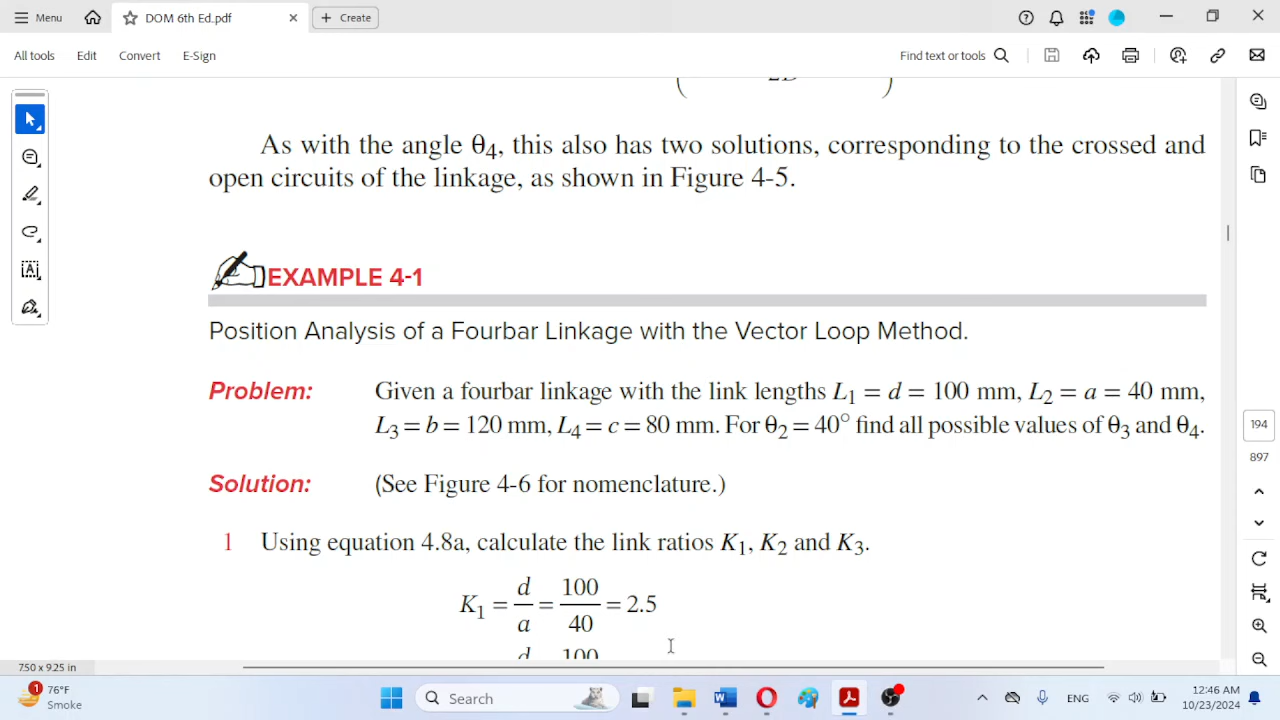 Menu
DOM 6th Ed.pdf
Create
All tools
Edit
Convert
E-Sign
Find text or tools
As with the angle θ4, this also has two solutions, corresponding to the crossed and
open circuits of the linkage, as shown in Figure 4-5.
EXAMPLE 4-1
Position Analysis of a Fourbar Linkage with the Vector Loop Method.
Problem: Given a fourbar linkage with the link lengths L1 = d = 100 mm, L2 = a = 40 mm,
L3 = b = 120 mm, L4 = c = 80 mm. For θ2 = 40° find all possible values of θ3 and θ4.
Solution: (See Figure 4-6 for nomenclature.)
1 Using equation 4.8a, calculate the link ratios K1, K2 and K3.
K1 = d/a = 100/40 = 2.5
d 100
194
897
7.50 x 9.25 in
1
76°F
Smoke
Search
ENG
12:46 AM
10/23/2024